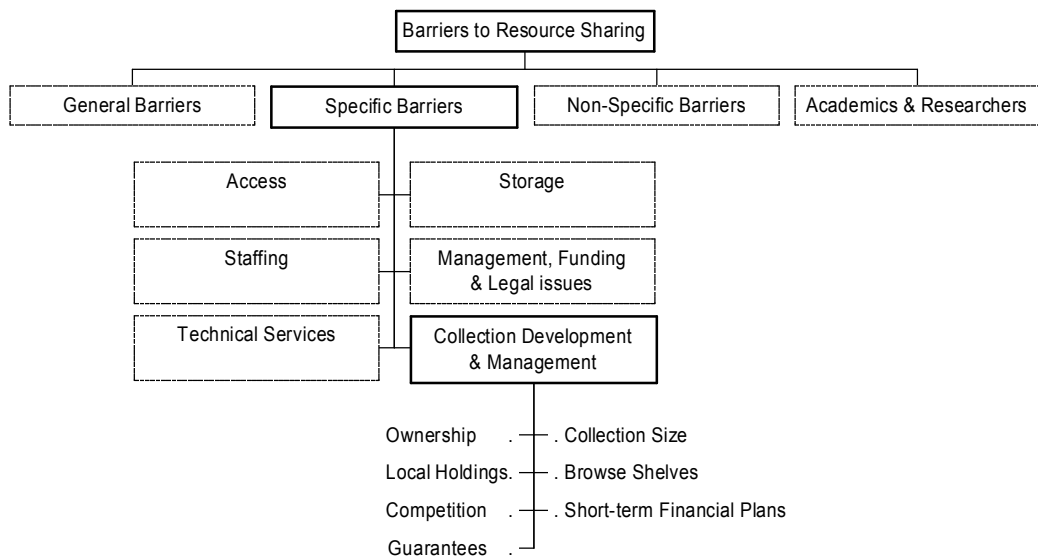 Barriers to Resource Sharing
General Barriers
Specific Barriers
Non-Specific Barriers
Academics & Researchers
Access
Storage
Staffing
Management, Funding
& Legal issues
Technical Services
Collection Development
& Management
Ownership . . Collection Size
Local Holdings. . Browse Shelves
Competition . . Short-term Financial Plans
Guarantees .